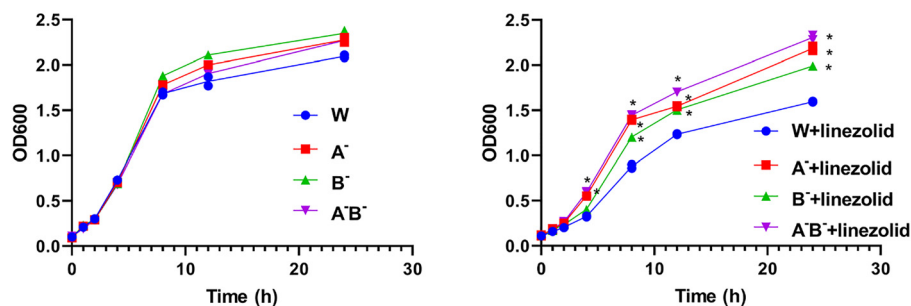 2.5
2.0
1.5
1.0
0.5
0.0
OD600
0
10
20
30
Time (h)
W
A-
B-
A-B-
2.5
2.0
1.5
1.0
0.5
0.0
OD600
0
10
20
30
Time (h)
* * * * * * * * * * * *
W+linezolid
A-+linezolid
B-+linezolid
A-B-+linezolid